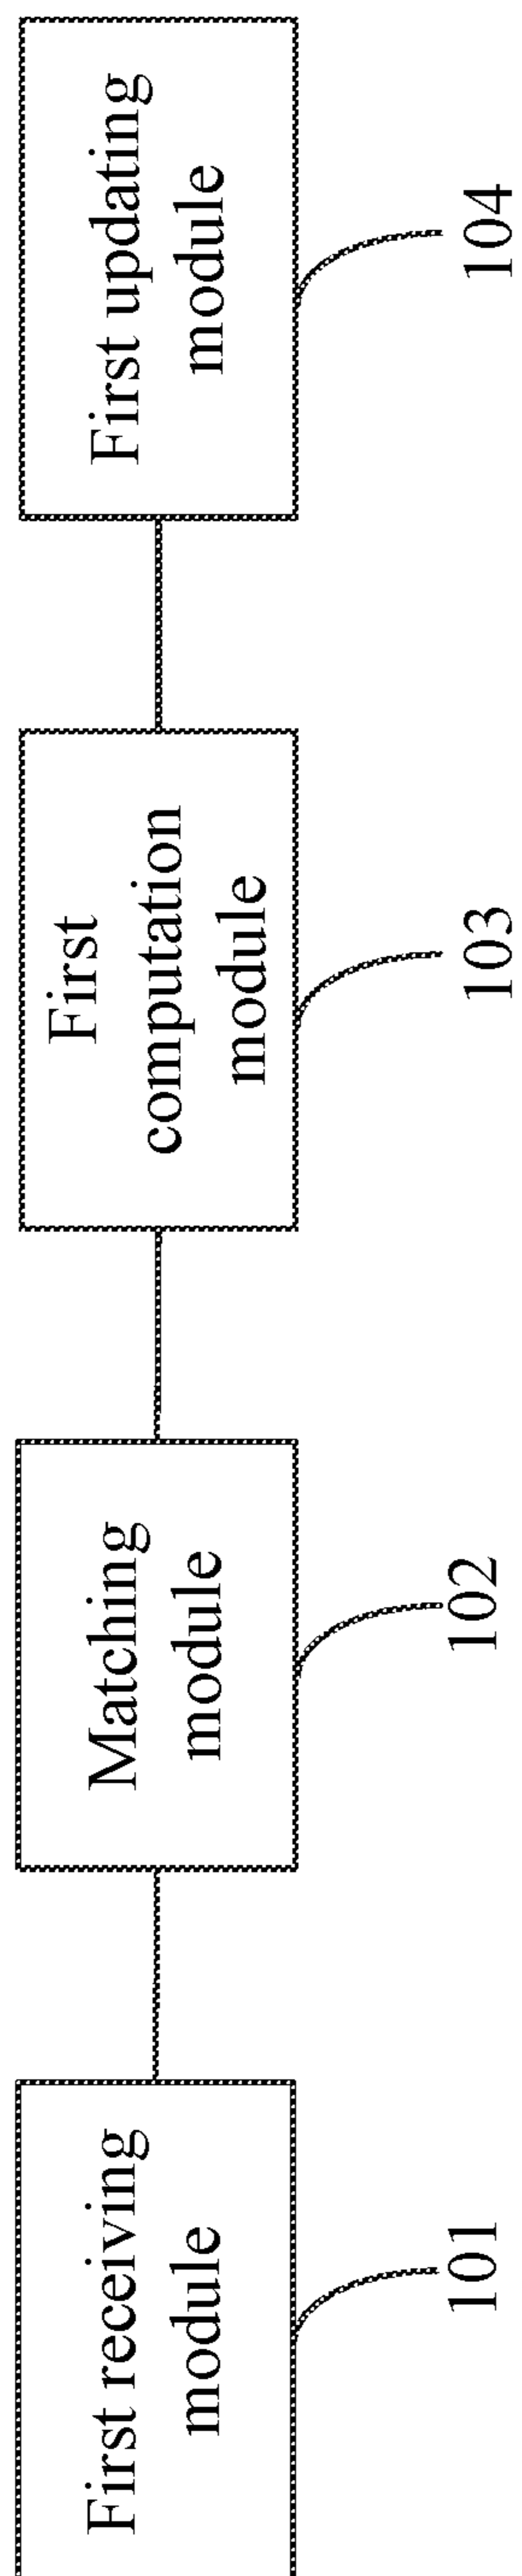 First receiving
module
101
Matching
module
102
First
computation
module
103
First updating
module
104